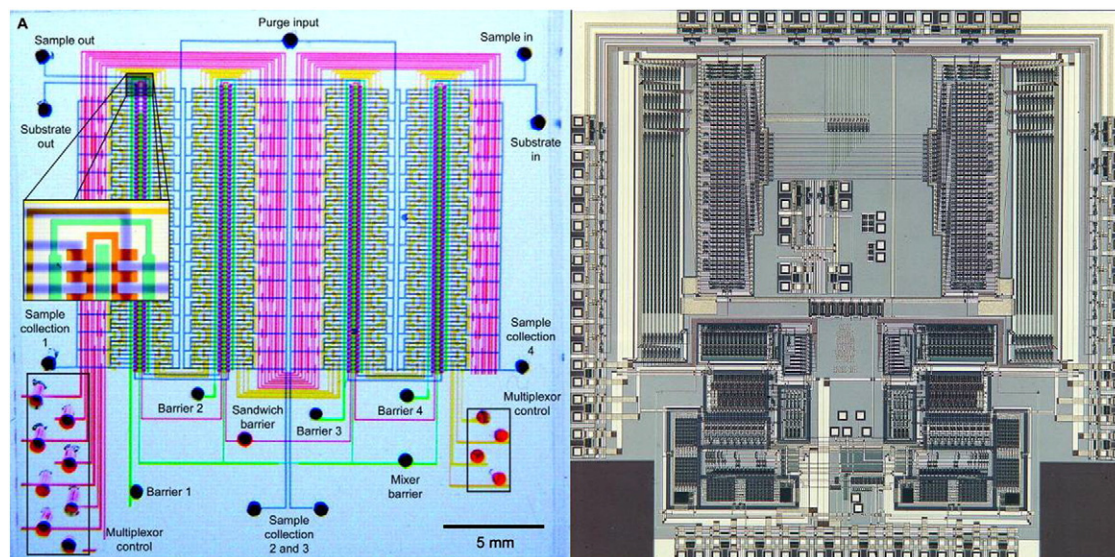 A
Purge input
Sample out
Sample in
Substrate
out
Substrate
in
Sample
collection
1
Sample
collection
4
Barrier 2
Sandwich
barrier
Barrier 3
Barrier 4
Multiplexor
control
Mixer
barrier
Barrier 1
Multiplexor
control
Sample
collection
2 and 3
5 mm